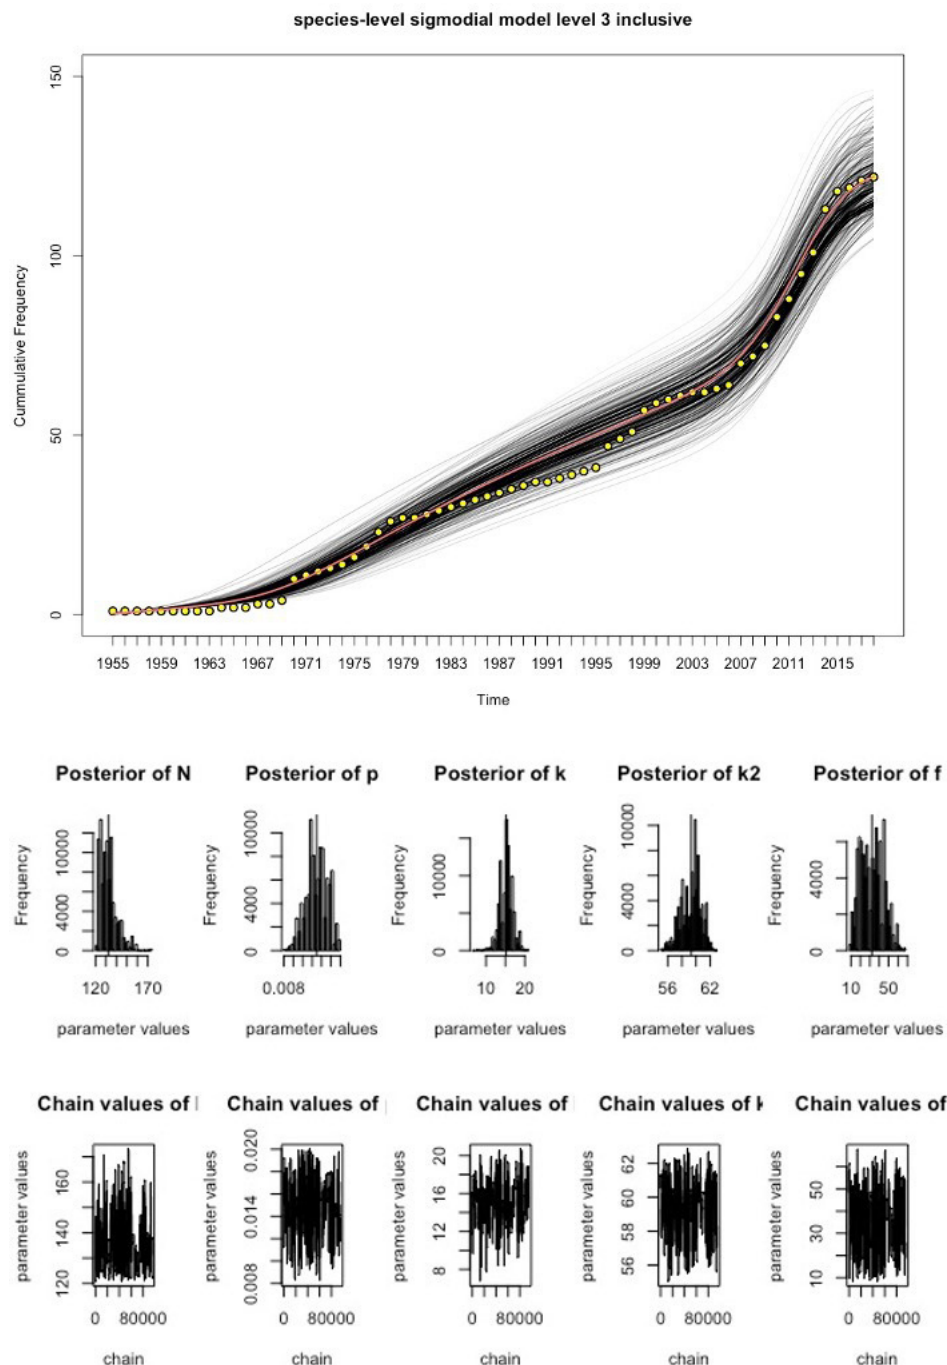 species-level sigmodial model level 3 inclusive
150
100
50
0
Cummulative Frequency
1955 1959 1963 1967 1971 1975 1979 1983 1987 1991 1995 1999 2003 2007 2011 2015
Time
Posterior of N Posterior of p Posterior of k Posterior of k2 Posterior of f
Frequency Frequency Frequency Frequency Frequency
0 4000 10000 0 4000 10000 0 10000 0 4000 10000 0 4000
120 170 0.008 10 20 56 62 10 50
parameter values parameter values parameter values parameter values parameter values
Chain values of Chain values of Chain values of Chain values of k Chain values of
parameter values parameter values parameter values parameter values parameter values
120 140 160 0.008 0.014 0.020 8 12 16 20 56 58 60 62 10 30 50
0 80000 0 80000 0 80000 0 80000 0 80000
chain chain chain chain chain